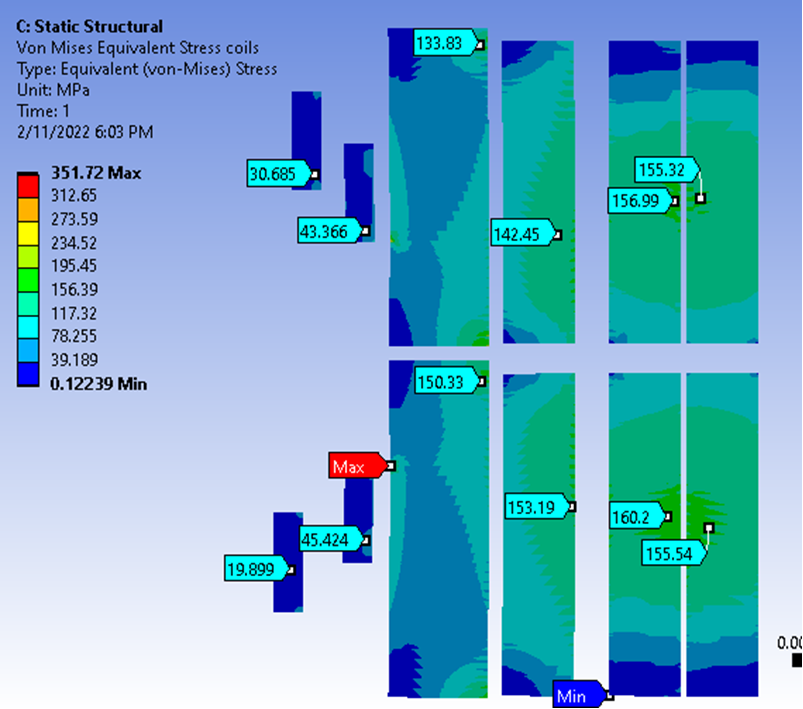 C: Static Structural
Von Mises Equivalent Stress coils
Type: Equivalent (von-Mises) Stress
Unit: MPa
Time: 1
2/11/2022 6:03 PM
351.72 Max
312.65
273.59
234.52
195.45
156.39
117.32
78.255
39.189
0.12239 Min
133.83
155.32
30.685
156.99
43.366
142.45
150.33
Max
153.19
160.2
45.424
155.54
19.899
0.00
Min